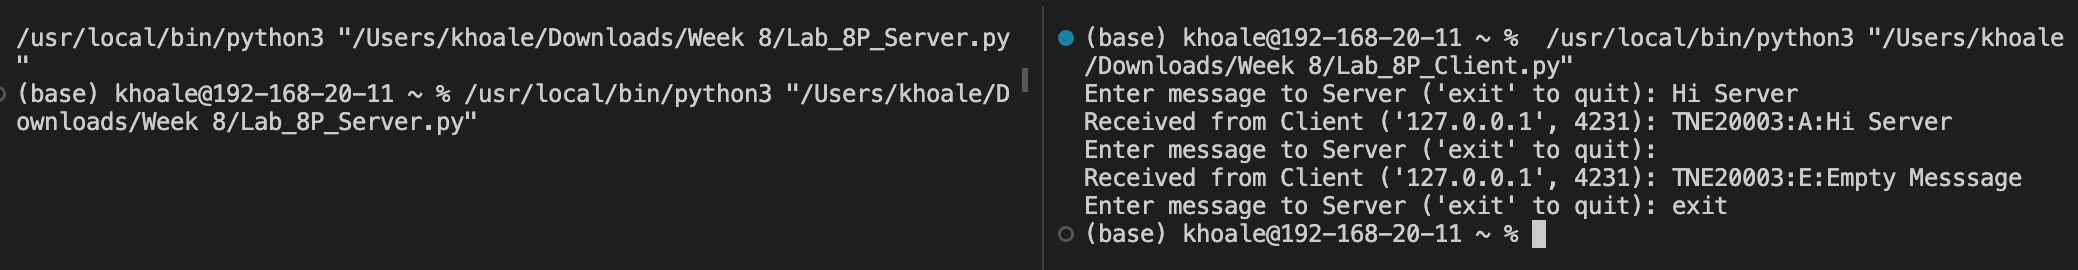 /usr/local/bin/python3 "/Users/khoale/Downloads/Week 8/Lab_8P_Server.py
"
(base) khoale@192-168-20-11 ~ % /usr/local/bin/python3 "/Users/khoale/D
ownloads/Week 8/Lab_8P_Server.py"
(base) khoale@192-168-20-11 ~ %  /usr/local/bin/python3 "/Users/khoale
/Downloads/Week 8/Lab_8P_Client.py"
Enter message to Server ('exit' to quit): Hi Server
Received from Client ('127.0.0.1', 4231): TNE20003:A:Hi Server
Enter message to Server ('exit' to quit):
Received from Client ('127.0.0.1', 4231): TNE20003:E:Empty Messsage
Enter message to Server ('exit' to quit): exit
(base) khoale@192-168-20-11 ~ %